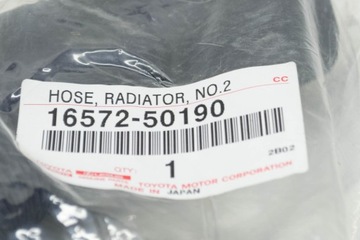 HOSE, RADIATOR, NO.2
CC
16572-50190
2B02
QTY:
1
TOYOTA MOTOR CORPORATION
MADE IN JAPAN